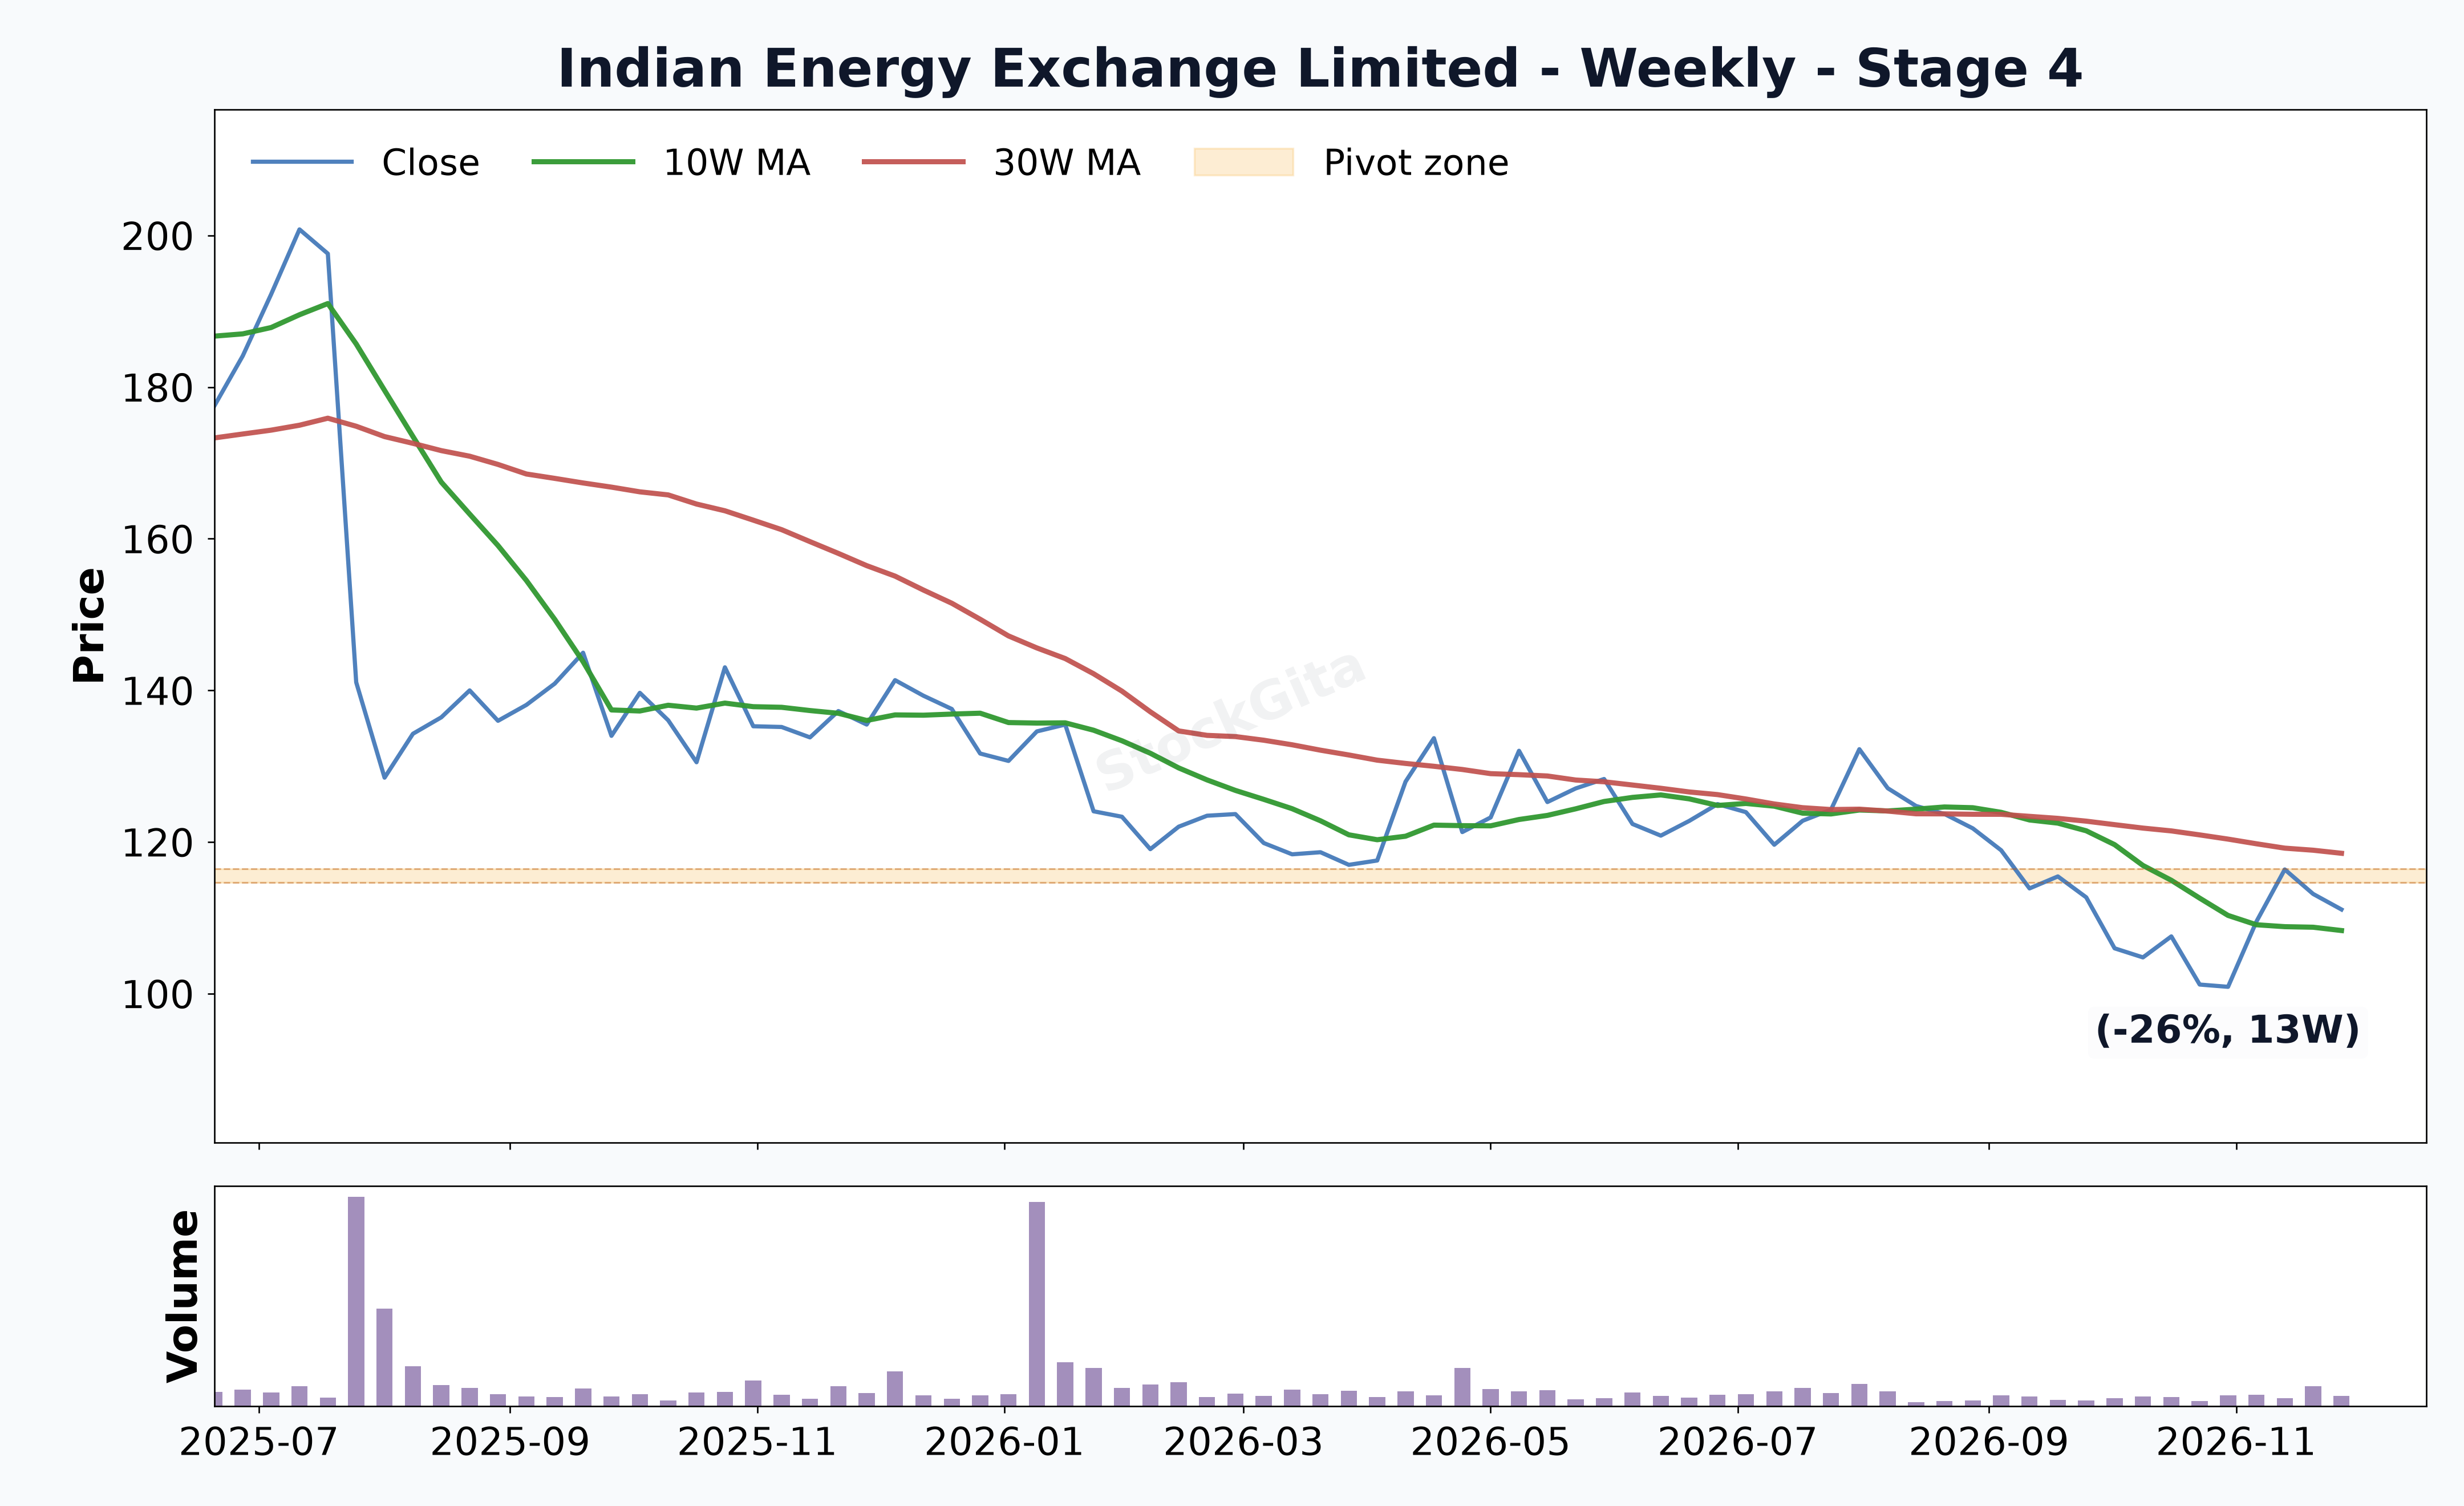 Indian Energy Exchange Limited - Weekly - Stage 4
Close 10W MA 30W MA Pivot zone
200
180
160
140
120
100
Price
StockGita
(-26%, 13W)
Volume
2025-07 2025-09 2025-11 2026-01 2026-03 2026-05 2026-07 2026-09 2026-11